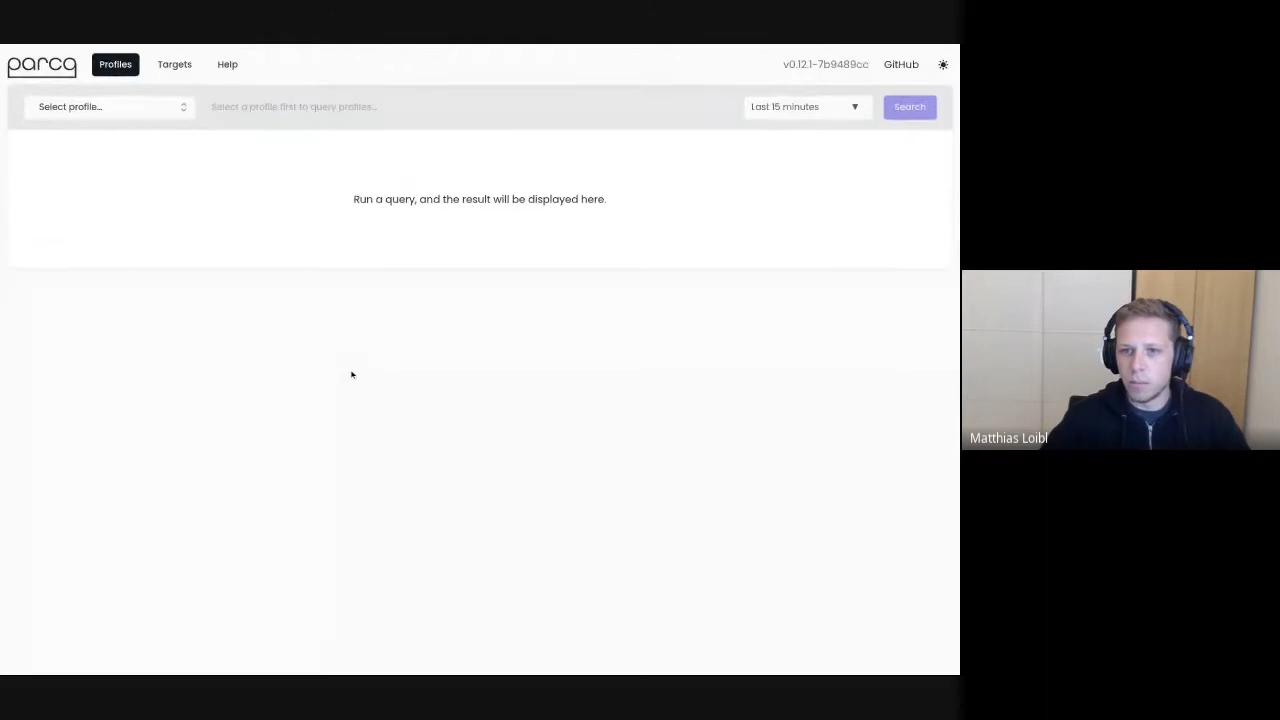 parca
Profiles
Targets
Help
v0.12.1-7b9489cc
GitHub
Select profile...
Select a profile first to query profiles...
Last 15 minutes
Search
Run a query, and the result will be displayed here.
Matthias Loibl